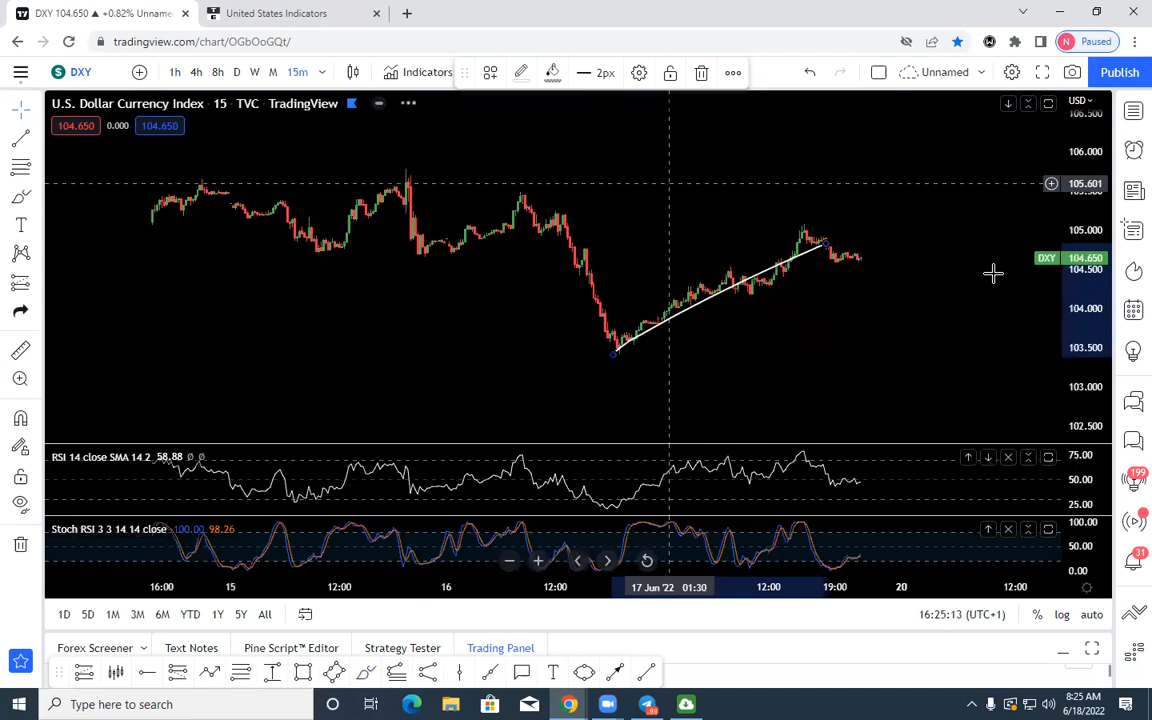 DXY 104.650 ▲ +0.82% Unname
United States Indicators
tradingview.com/chart/OGbOoGQt/
N Paused
DXY 1h 4h 8h D W M 15m Indicators 2px Unnamed Publish
U.S. Dollar Currency Index · 15 · TVC · TradingView
USD
104.650 0.000 104.650
106.500
106.000
105.601
105.000
DXY 104.650
104.500
104.000
103.500
103.000
102.500
RSI 14 close SMA 14 2 58.88 Ø Ø
75.00
50.00
25.00
Stoch RSI 3 3 14 14 close 100.00 98.26
100.00
50.00
0.00
16:00 15 12:00 16 12:00 17 Jun '22 01:30 12:00 19:00 20 12:00
1D 5D 1M 3M 6M YTD 1Y 5Y All 16:25:13 (UTC+1) % log auto
Forex Screener Text Notes Pine Script™ Editor Strategy Tester Trading Panel
199
31
Type here to search
99
8:25 AM
6/18/2022